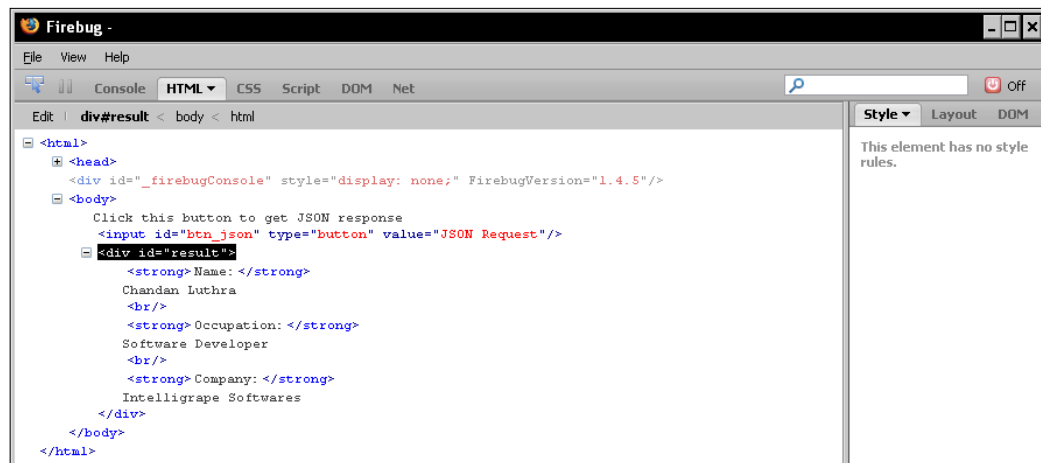 Firebug -
File View Help
Console HTML CSS Script DOM Net Off
Edit div#result < body < html
Style Layout DOM
This element has no style
rules.
<html>
<head>
<div id="_firebugConsole" style="display: none;" FirebugVersion="1.4.5"/>
<body>
Click this button to get JSON response
<input id="btn_json" type="button" value="JSON Request"/>
<div id="result">
<strong>Name: </strong>
Chandan Luthra
<br/>
<strong>Occupation: </strong>
Software Developer
<br/>
<strong>Company: </strong>
Intelligrape Softwares
</div>
</body>
</html>